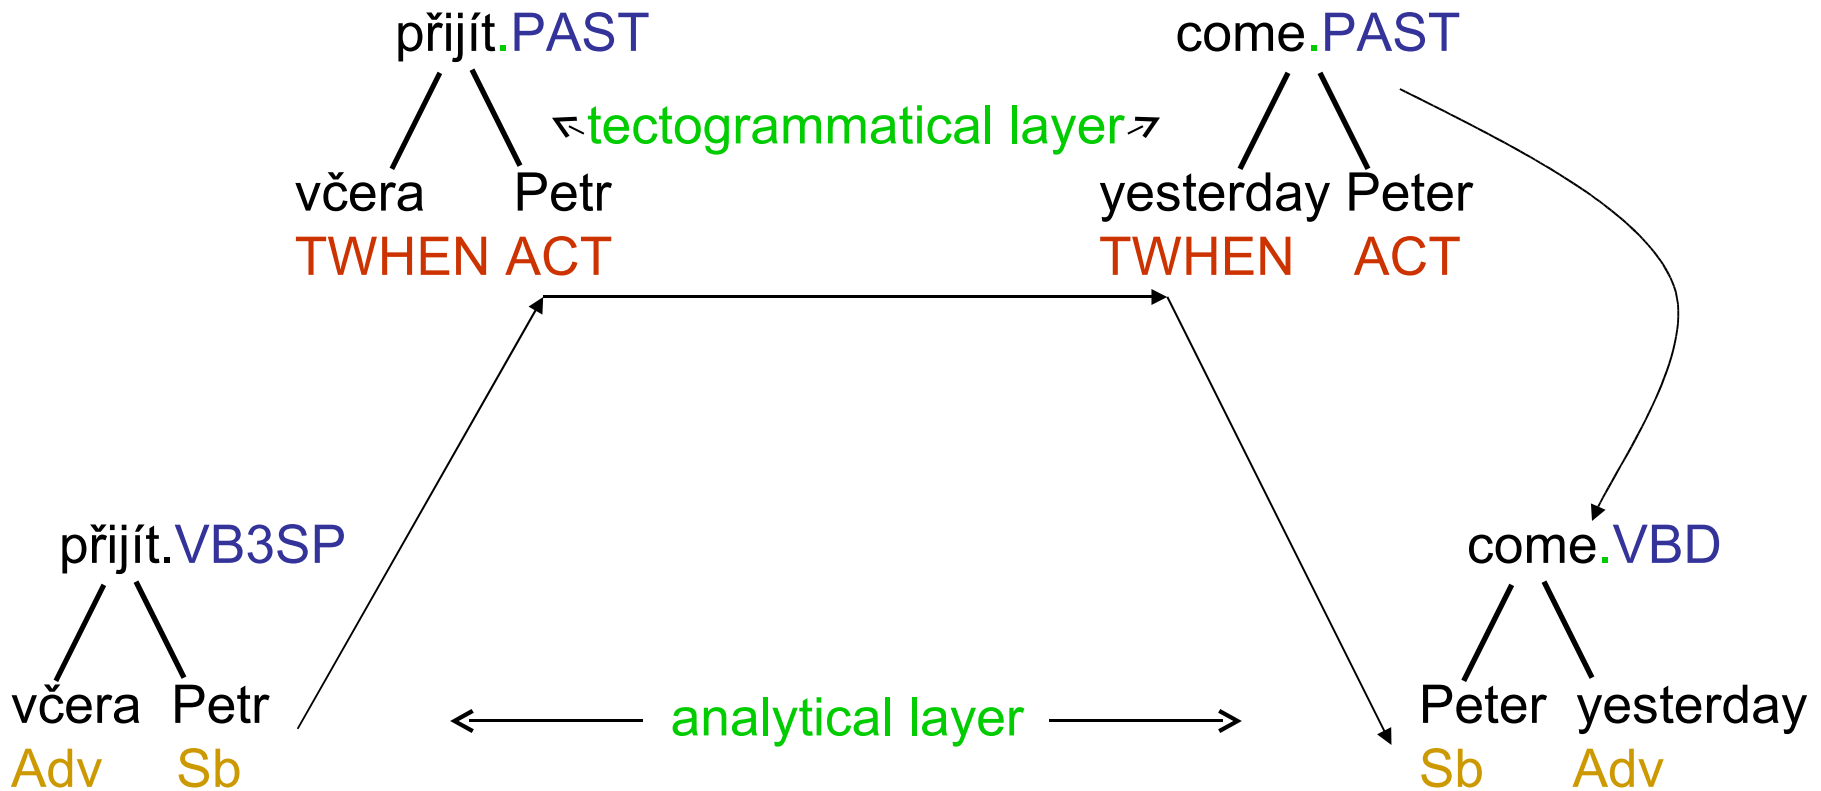 přijít.PAST come.PAST
tectogrammatical layer
včera Petr yesterday Peter
TWHEN ACT TWHEN ACT
přijít.VB3SP come.VBD
včera Petr analytical layer Peter yesterday
Adv Sb Sb Adv